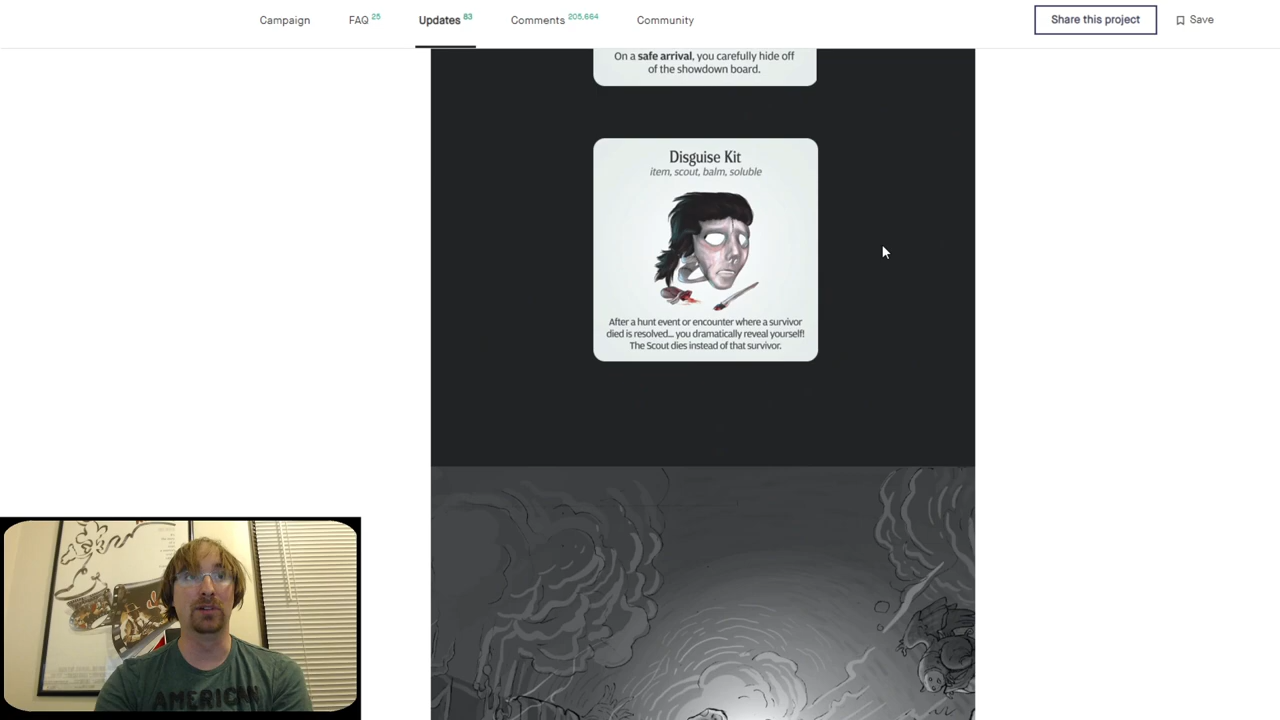 Campaign FAQ 25 Updates 83 Comments 205,664 Community Share this project Save
On a safe arrival, you carefully hide off
of the showdown board.
Disguise Kit
item, scout, balm, soluble
After a hunt event or encounter where a survivor
died is resolved... you dramatically reveal yourself!
The Scout dies instead of that survivor.
AMERICAN